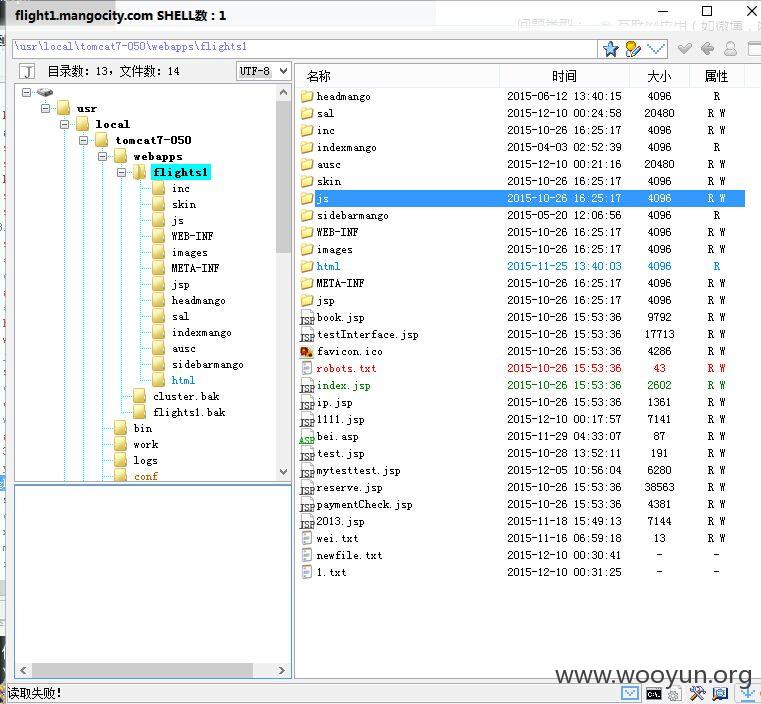 flight1.mangocity.com SHELL数：1
\usr\local\tomcat7-050\webapps\flights1
目录数：13，文件数：14
UTF-8
usr
local
tomcat7-050
webapps
flights1
inc
skin
js
WEB-INF
images
META-INF
jsp
headmango
sal
indexmango
ausc
sidebarmango
html
cluster.bak
flights1.bak
bin
work
logs
conf
名称 时间 大小 属性
headmango 2015-06-12 13:40:15 4096 R
sal 2015-12-10 00:24:58 20480 R W
inc 2015-10-26 16:25:17 4096 R W
indexmango 2015-04-03 02:52:39 4096 R
ausc 2015-12-10 00:21:16 20480 R W
skin 2015-10-26 16:25:17 4096 R W
js 2015-10-26 16:25:17 4096 R W
sidebarmango 2015-05-20 12:06:56 4096 R
WEB-INF 2015-10-26 16:25:17 4096 R W
images 2015-10-26 16:25:17 4096 R W
html 2015-11-25 13:40:03 4096 R
META-INF 2015-10-26 16:25:17 4096 R W
jsp 2015-10-26 16:25:17 4096 R W
book.jsp 2015-10-26 15:53:36 9792 R W
testInterface.jsp 2015-10-26 15:53:36 17713 R W
favicon.ico 2015-10-26 15:53:36 4286 R W
robots.txt 2015-10-26 15:53:36 43 R W
index.jsp 2015-10-26 15:53:36 2602 R W
ip.jsp 2015-10-26 15:53:36 1361 R W
1111.jsp 2015-12-10 00:17:57 7141 R W
bei.asp 2015-11-29 04:33:07 87 R W
test.jsp 2015-10-28 13:52:11 191 R W
mytesttest.jsp 2015-12-05 10:56:04 6280 R W
reserve.jsp 2015-10-26 15:53:36 38563 R W
paymentCheck.jsp 2015-10-26 15:53:36 4381 R W
2013.jsp 2015-11-18 15:49:13 7144 R W
wei.txt 2015-11-16 06:59:18 13 R W
newfile.txt 2015-12-10 00:30:41 - -
1.txt 2015-12-10 00:31:25 - -
www.wooyun.org
读取失败!